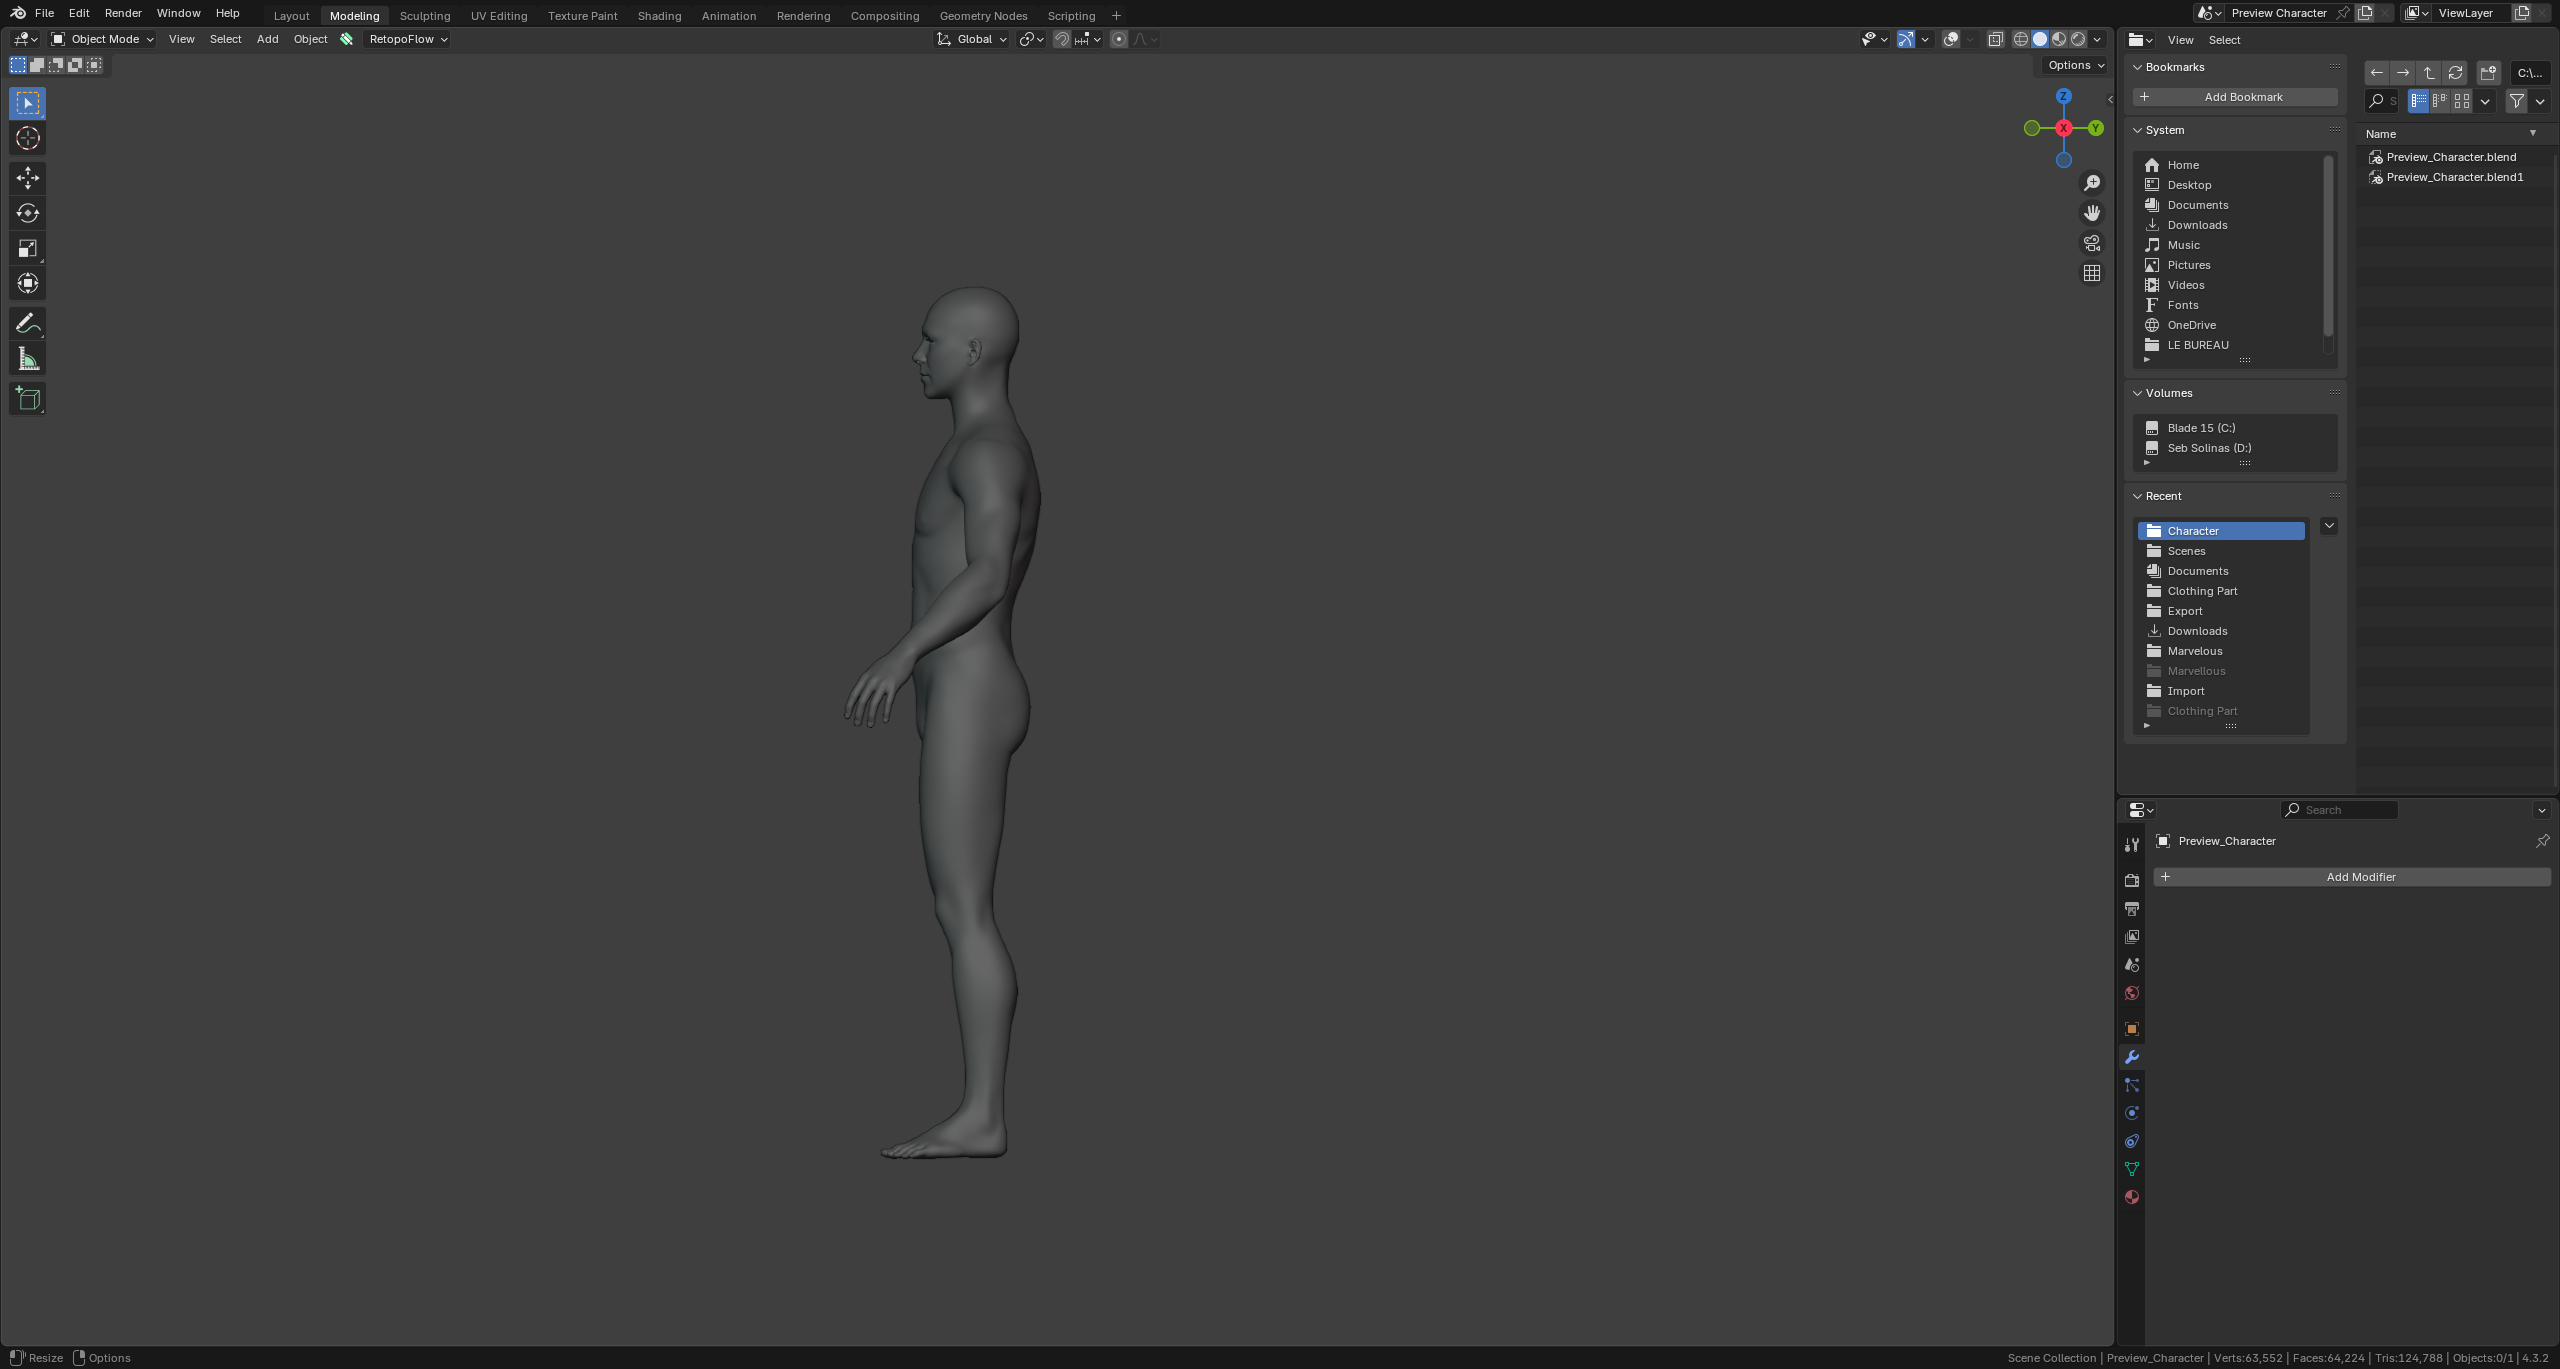 File Edit Render Window Help Layout Modeling Sculpting UV Editing Texture Paint Shading Animation Rendering Compositing Geometry Nodes Scripting Preview Character ViewLayer
Object Mode View Select Add Object RetopoFlow Global
Options
Z
X Y
View Select
Bookmarks
Add Bookmark
System
Home
Desktop
Documents
Downloads
Music
Pictures
Videos
Fonts
OneDrive
LE BUREAU
Volumes
Blade 15 (C:)
Seb Solinas (D:)
Recent
Character
Scenes
Documents
Clothing Part
Export
Downloads
Marvelous
Marvellous
Import
Clothing Part
C:\...
S
Name
Preview_Character.blend
Preview_Character.blend1
Search
Preview_Character
Add Modifier
Resize Options
Scene Collection | Preview_Character | Verts:63,552 | Faces:64,224 | Tris:124,788 | Objects:0/1 | 4.3.2